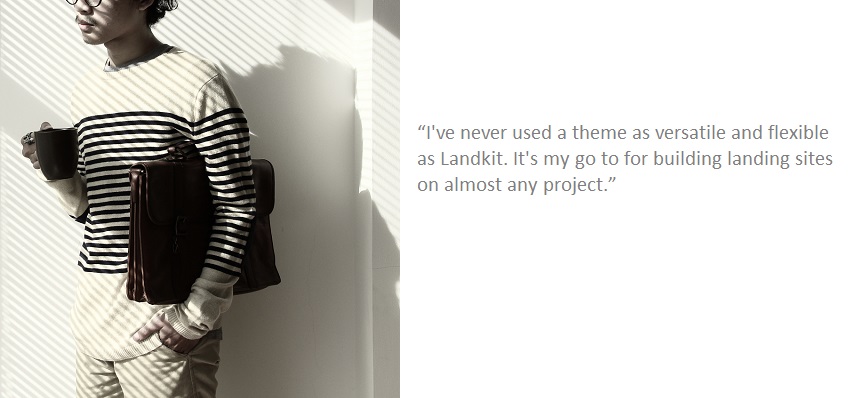 “I've never used a theme as versatile and flexible
as Landkit. It's my go to for building landing sites
on almost any project.”